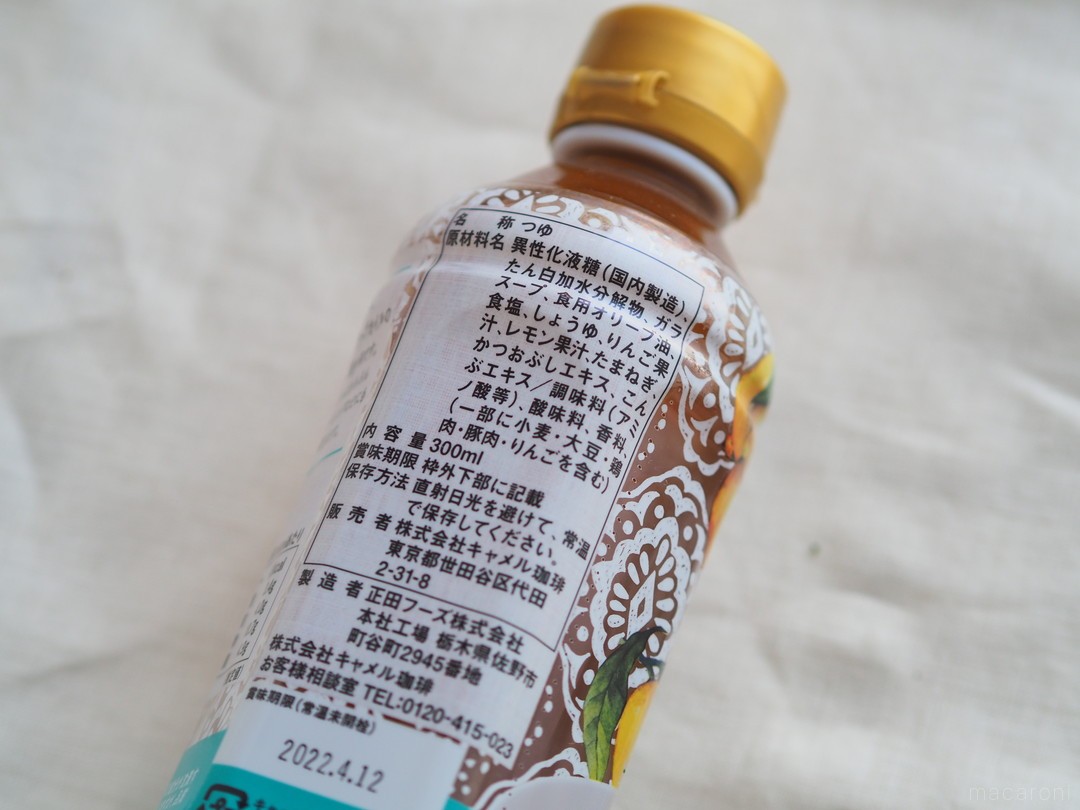 名称 つゆ
原材料名 異性化液糖(国内製造)、
たん白加水分解物、ガラ
スープ、食用オリーブ油、
食塩、しょうゆ、りんご果
汁、レモン果汁、たまねぎ、
かつおぶしエキス、こん
ぶエキス/調味料(アミ
ノ酸等)、酸味料、香料、
(一部に小麦・大豆・鶏
肉・豚肉・りんごを含む)
内容量 300ml
賞味期限 枠外下部に記載
保存方法 直射日光を避けて、常温
で保存してください。
販売者 株式会社キャメル珈琲
東京都世田谷区代田
2-31-8
製造者 正田フーズ株式会社
本社工場 栃木県佐野市
町谷町2945番地
株式会社キャメル珈琲
お客様相談室 TEL:0120-415-023
賞味期限(常温未開栓)
2022.4.12
macaroni